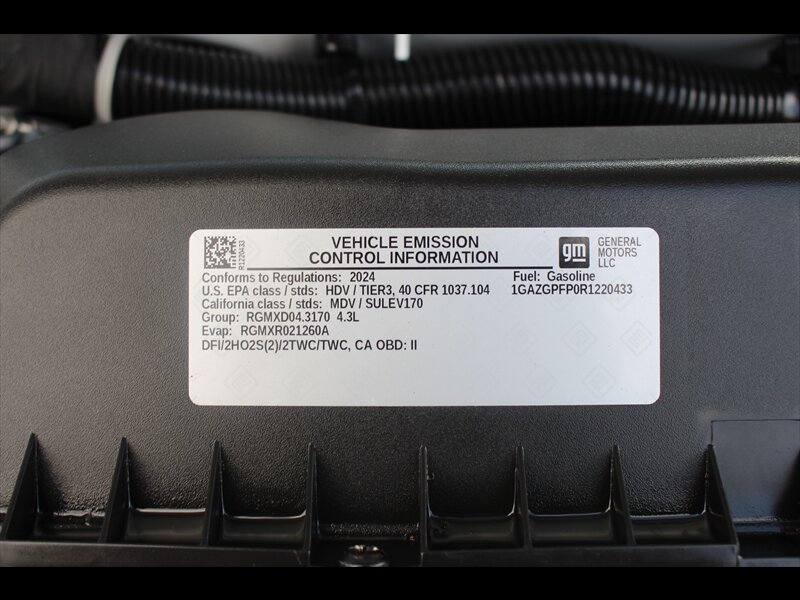 R1220433
VEHICLE EMISSION
CONTROL INFORMATION
gm
GENERAL
MOTORS
LLC
Conforms to Regulations: 2024
Fuel: Gasoline
U.S. EPA class / stds: HDV / TIER3, 40 CFR 1037.104
1GAZGPFP0R1220433
California class / stds: MDV / SULEV170
Group: RGMXD04.3170 4.3L
Evap: RGMXR021260A
DFI/2HO2S(2)/2TWC/TWC, CA OBD: II